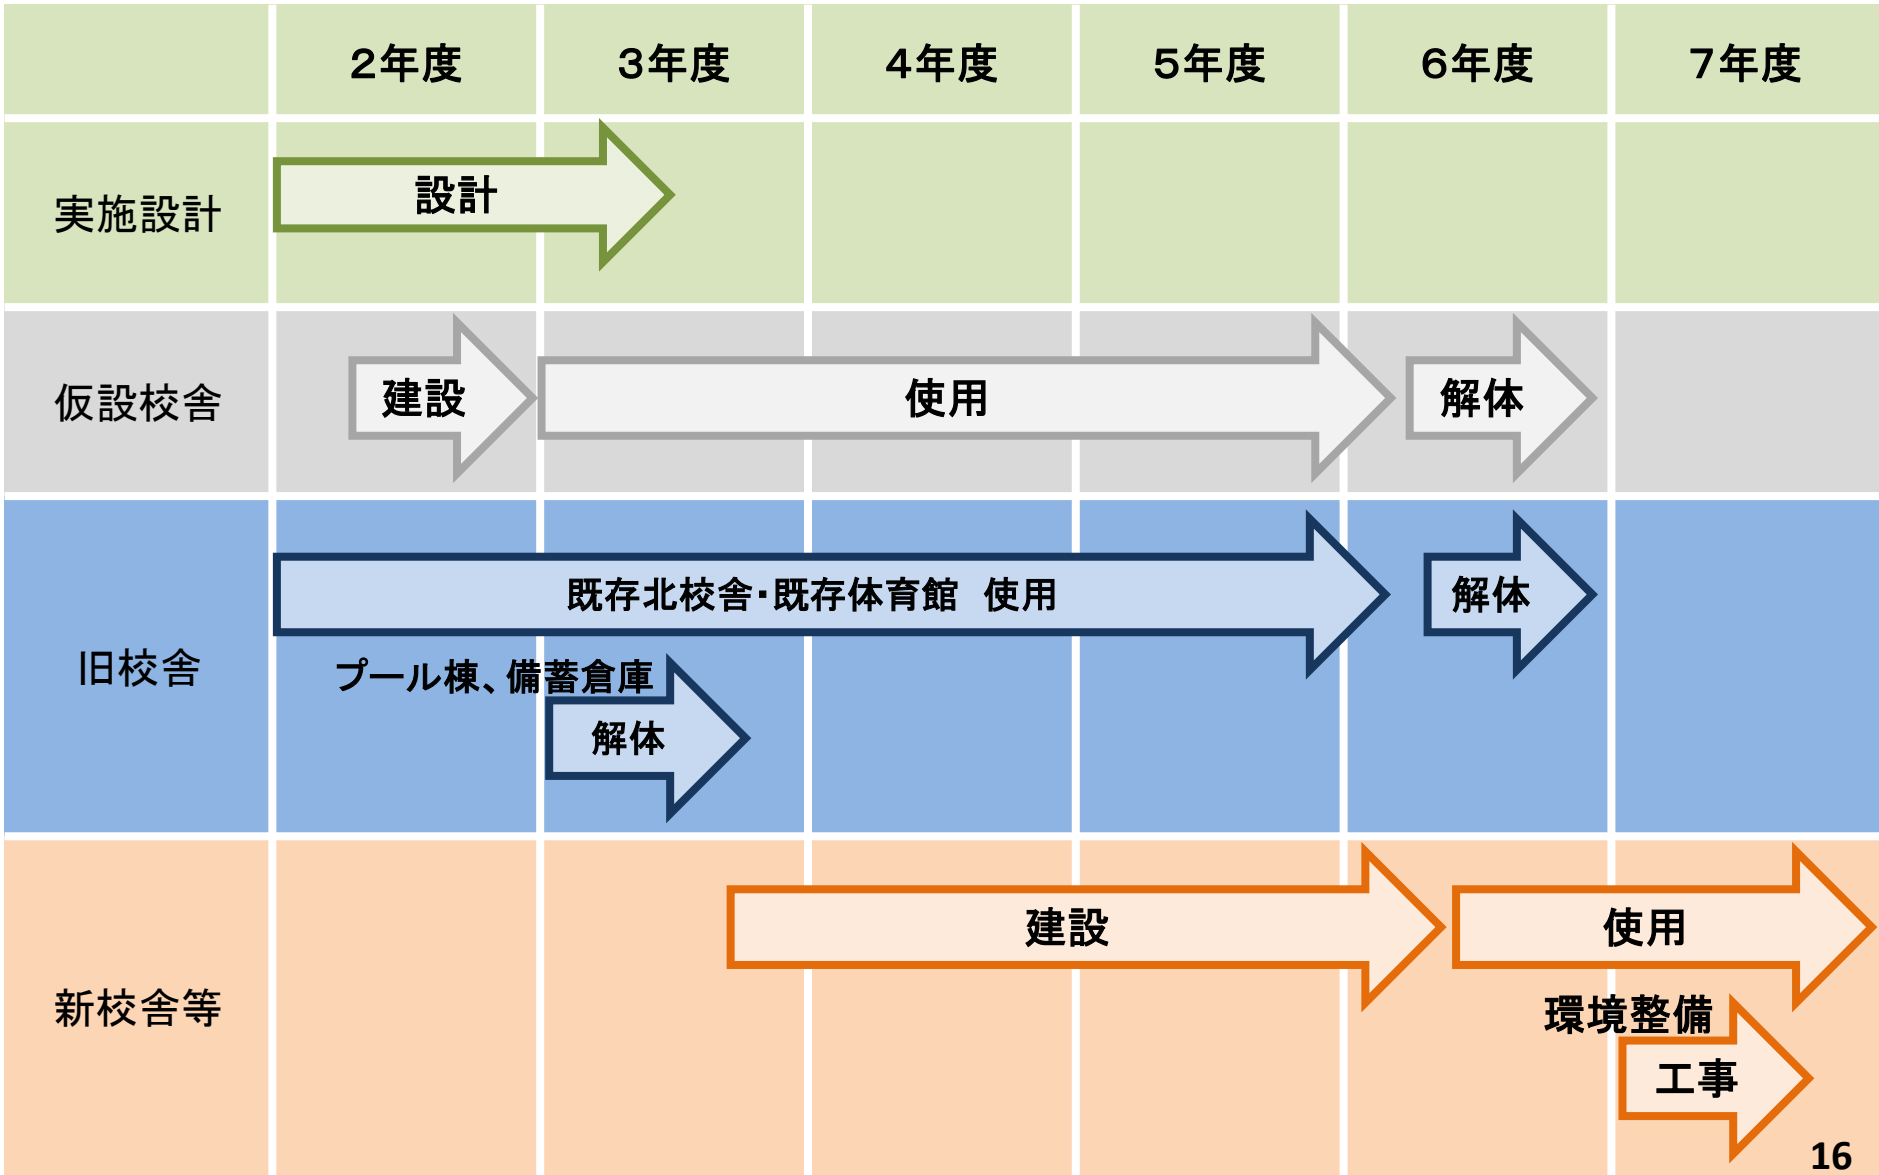 ２年度 ３年度 ４年度 ５年度 ６年度 ７年度
実施設計
設計
仮設校舎
建設 使用 解体
旧校舎
既存北校舎・既存体育館　使用 解体
プール棟、備蓄倉庫
解体
新校舎等
建設 使用
環境整備
工事
16